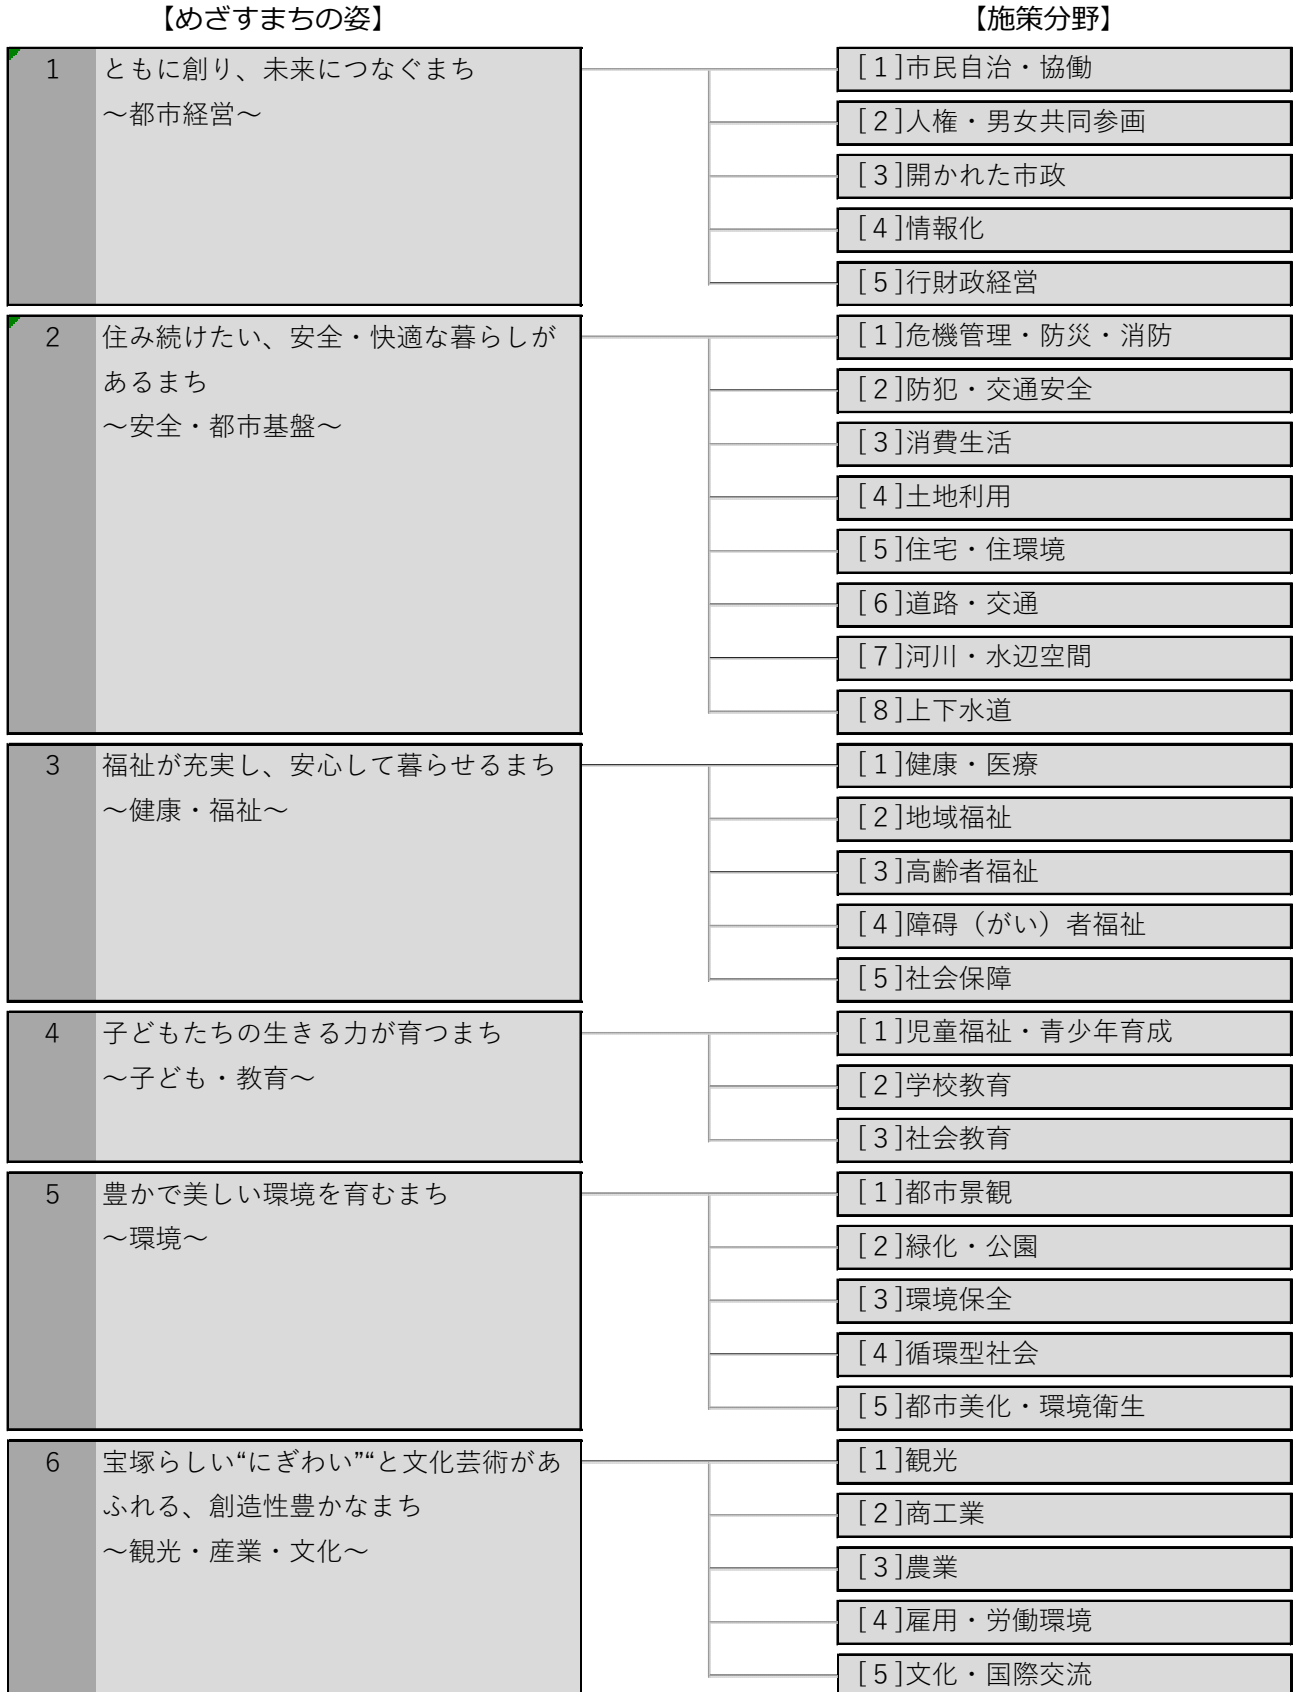 【めざすまちの姿】
【施策分野】
1
ともに創り、未来につなぐまち
～都市経営～
[1]市民自治・協働
[2]人権・男女共同参画
[3]開かれた市政
[4]情報化
[5]行財政経営
2
住み続けたい、安全・快適な暮らしが
あるまち
～安全・都市基盤～
[1]危機管理・防災・消防
[2]防犯・交通安全
[3]消費生活
[4]土地利用
[5]住宅・住環境
[6]道路・交通
[7]河川・水辺空間
[8]上下水道
3
福祉が充実し、安心して暮らせるまち
～健康・福祉～
[1]健康・医療
[2]地域福祉
[3]高齢者福祉
[4]障碍（がい）者福祉
[5]社会保障
4
子どもたちの生きる力が育つまち
～子ども・教育～
[1]児童福祉・青少年育成
[2]学校教育
[3]社会教育
5
豊かで美しい環境を育むまち
～環境～
[1]都市景観
[2]緑化・公園
[3]環境保全
[4]循環型社会
[5]都市美化・環境衛生
6
宝塚らしい“にぎわい”“と文化芸術があ
ふれる、創造性豊かなまち
～観光・産業・文化～
[1]観光
[2]商工業
[3]農業
[4]雇用・労働環境
[5]文化・国際交流